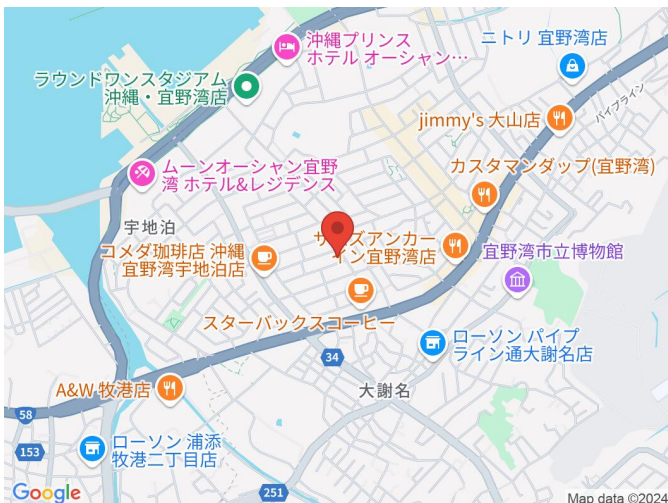 沖縄プリンス
ホテル オーシャン…
ニトリ 宜野湾店
ラウンドワンスタジアム
沖縄・宜野湾店
jimmy's 大山店
パイプライン
ムーンオーシャン宜野
湾 ホテル&レジデンス
カスタマンダップ(宜野湾)
宇地泊
コメダ珈琲店 沖縄
宜野湾宇地泊店
ズアンカー
イン宜野湾店
宜野湾市立博物館
スターバックスコーヒー
ローソン パイプ
ライン通大謝名店
34
大謝名
A&W 牧港店
58
153
ローソン 浦添
牧港二丁目店
251
Google
Map data ©2024